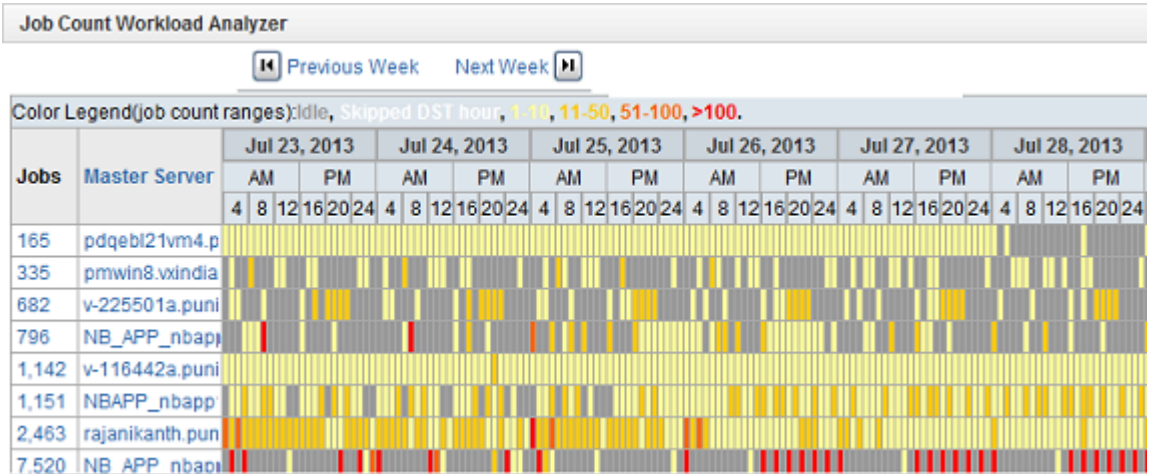 Job Count Workload Analyzer
Previous Week Next Week
Color Legend(job count ranges):Idle, Skipped DST hour, 1-10, 11-50, 51-100, >100.
Jobs Master Server Jul 23, 2013 Jul 24, 2013 Jul 25, 2013 Jul 26, 2013 Jul 27, 2013 Jul 28, 2013
AM PM AM PM AM PM AM PM AM PM AM PM
4 8 12 16 20 24 4 8 12 16 20 24 4 8 12 16 20 24 4 8 12 16 20 24 4 8 12 16 20 24 4 8 12 16 20 24
165 pdqebl21vm4.p
335 pmwin8.vxindia
682 v-225501a.puni
796 NB_APP_nbapp
1,142 v-116442a.puni
1,151 NBAPP_nbapp
2,463 rajanikanth.pun
7,520 NB_APP_nbapp